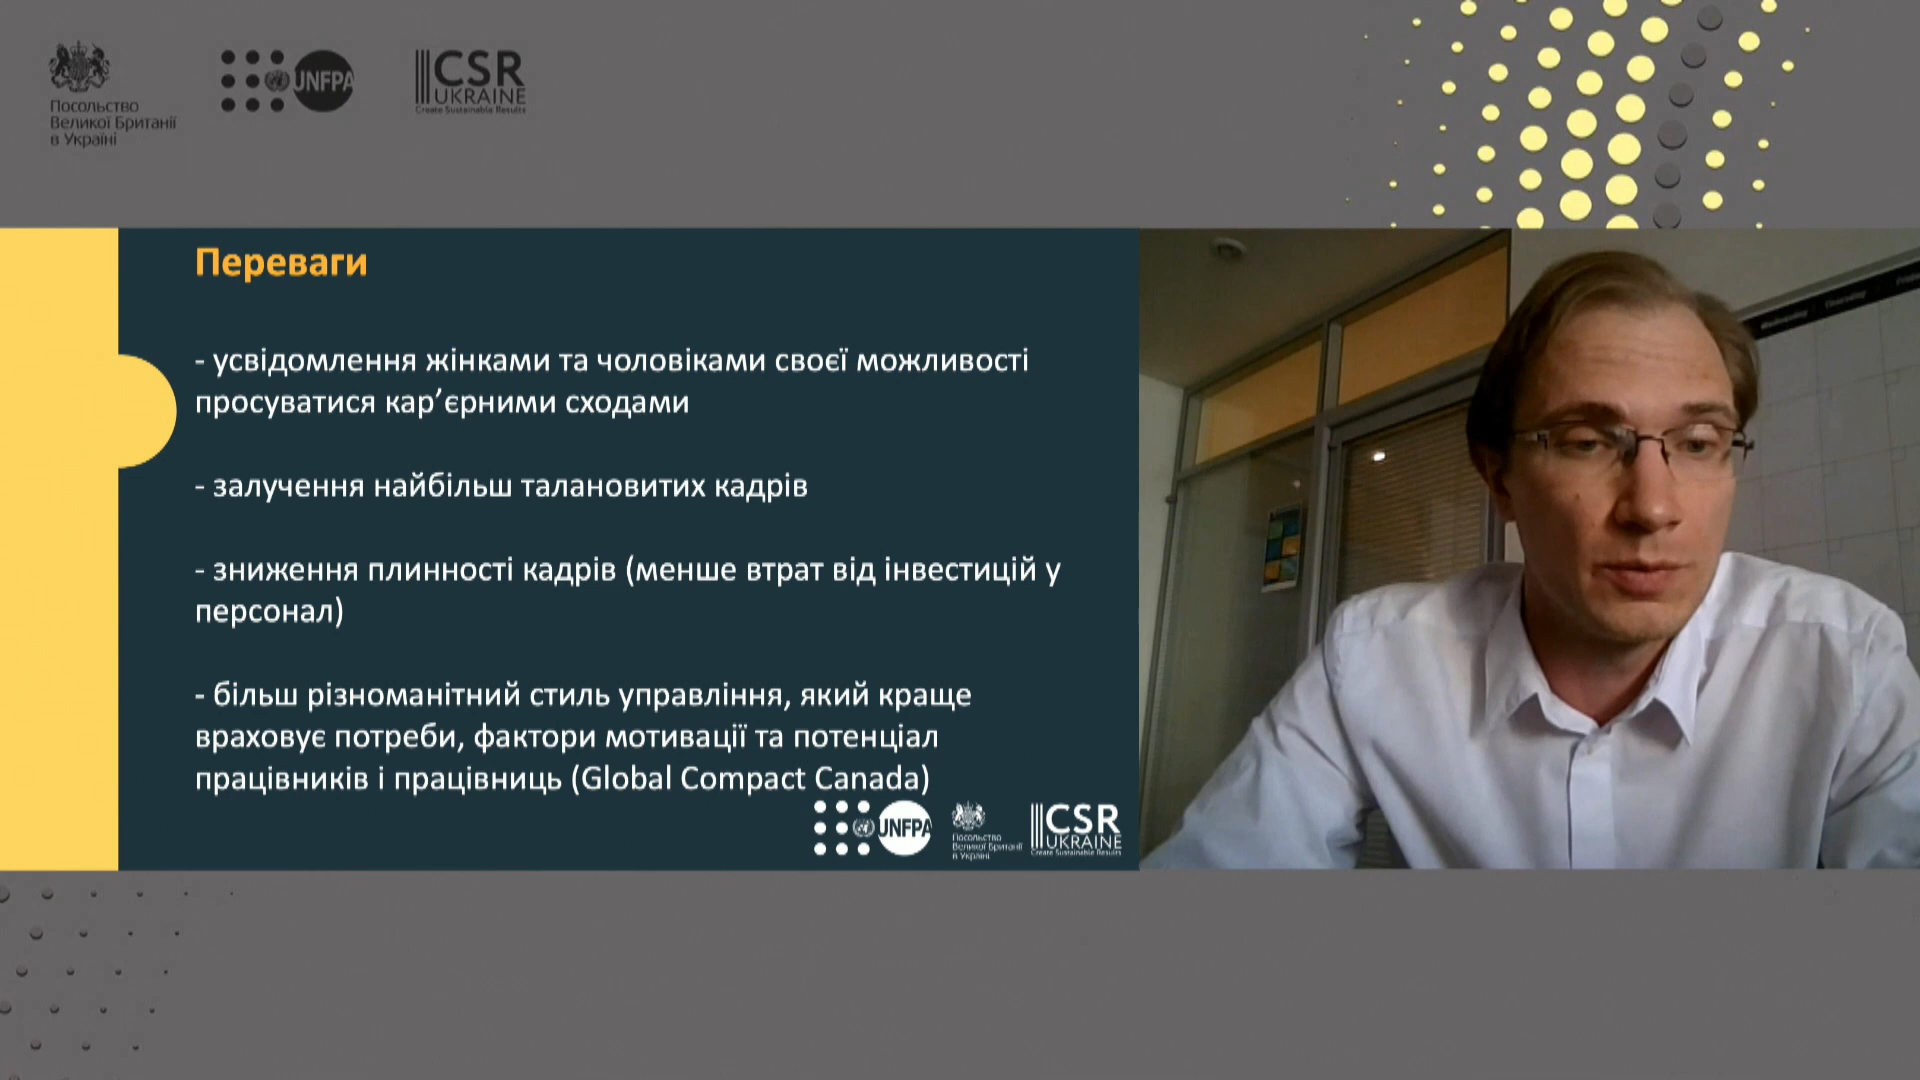 Посольство
Великої Британії
в Україні
UNFPA
CSR
UKRAINE
Create Sustainable Results
Переваги
- усвідомлення жінками та чоловіками своєї можливості
просуватися кар’єрними сходами
- залучення найбільш талановитих кадрів
- зниження плинності кадрів (менше втрат від інвестицій у
персонал)
- більш різноманітний стиль управління, який краще
враховує потреби, фактори мотивації та потенціал
працівників і працівниць (Global Compact Canada)
UNFPA
Посольство
Великої Британії
в Україні
CSR
UKRAINE
Create Sustainable Results
Wednesday
Thursday